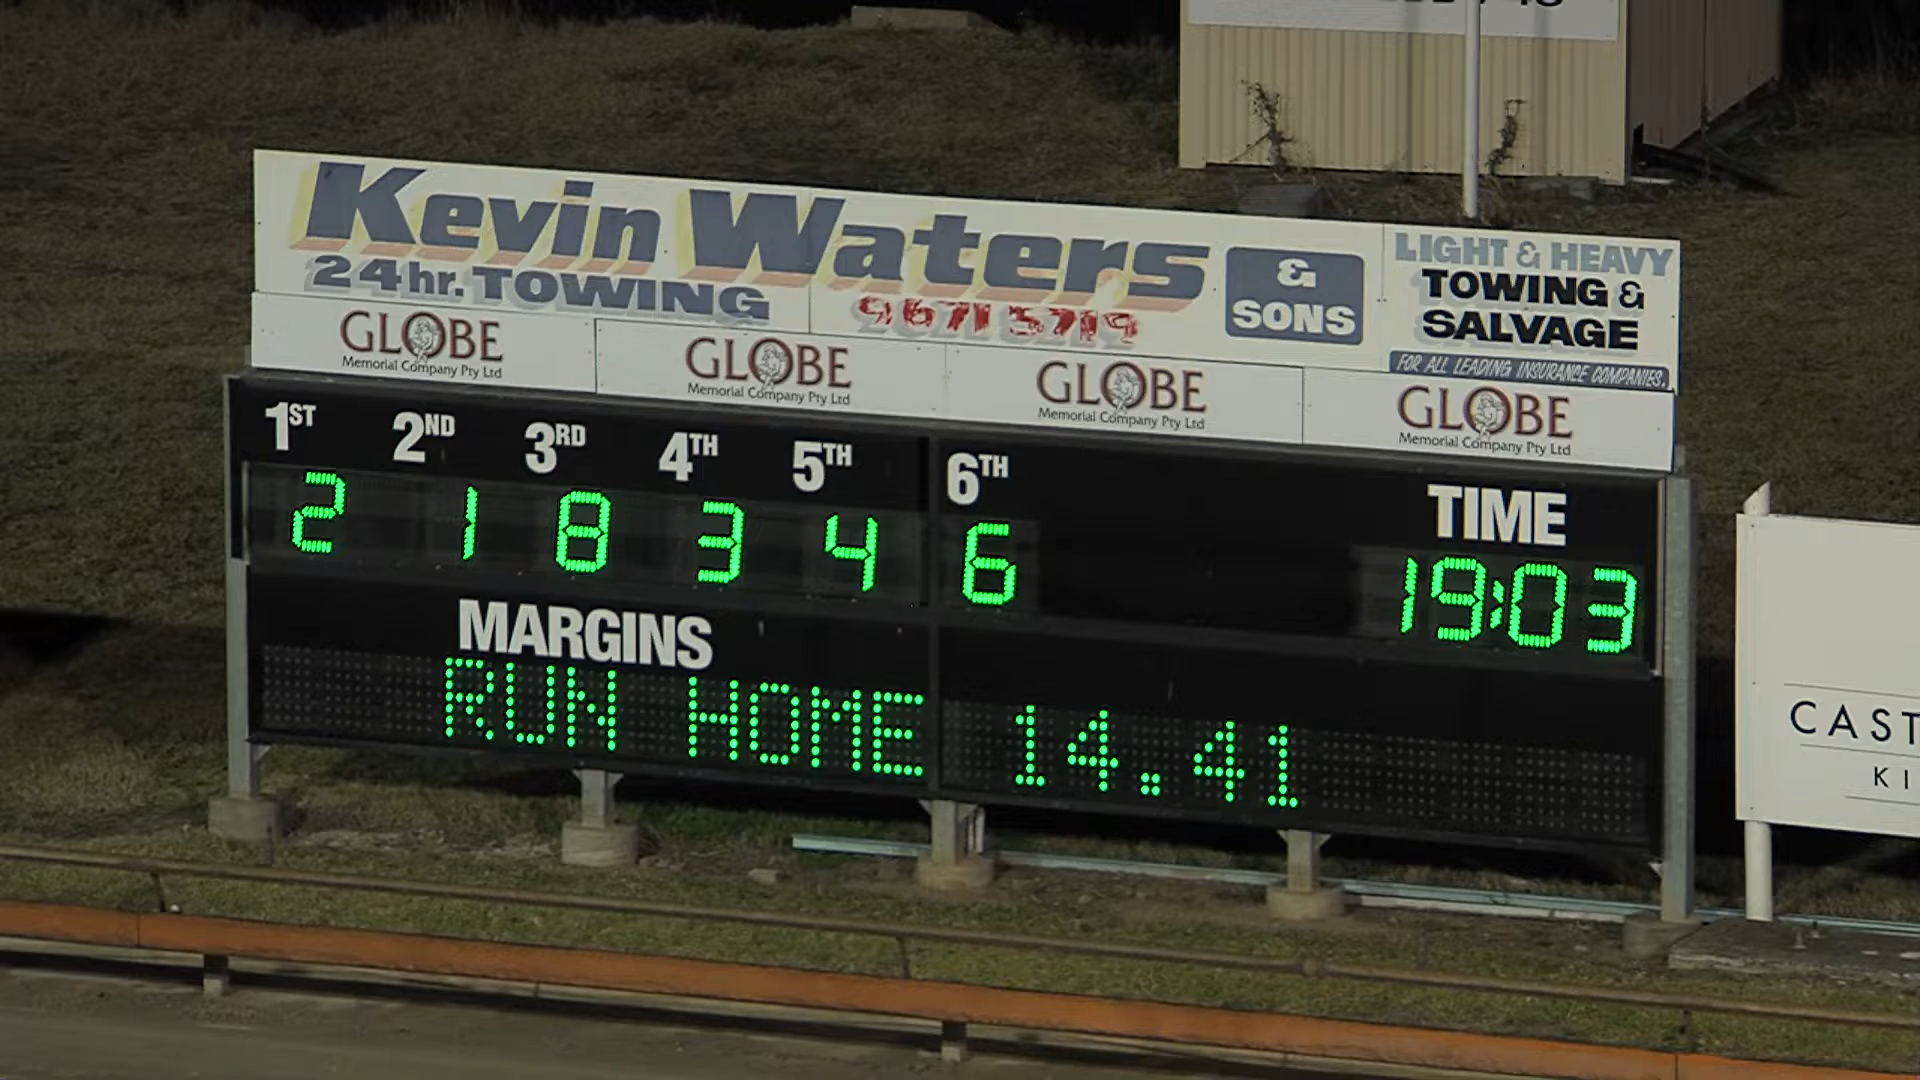 Kevin Waters & SONS
24hr. TOWING
9671 5719
LIGHT & HEAVY
TOWING &
SALVAGE
FOR ALL LEADING INSURANCE COMPANIES.
GLOBE
Memorial Company Pty Ltd
GLOBE
Memorial Company Pty Ltd
GLOBE
Memorial Company Pty Ltd
GLOBE
Memorial Company Pty Ltd
1ST 2ND 3RD 4TH 5TH 6TH TIME
2 1 8 3 4 6 19:03
MARGINS
RUN HOME 14.41
CAST
KI